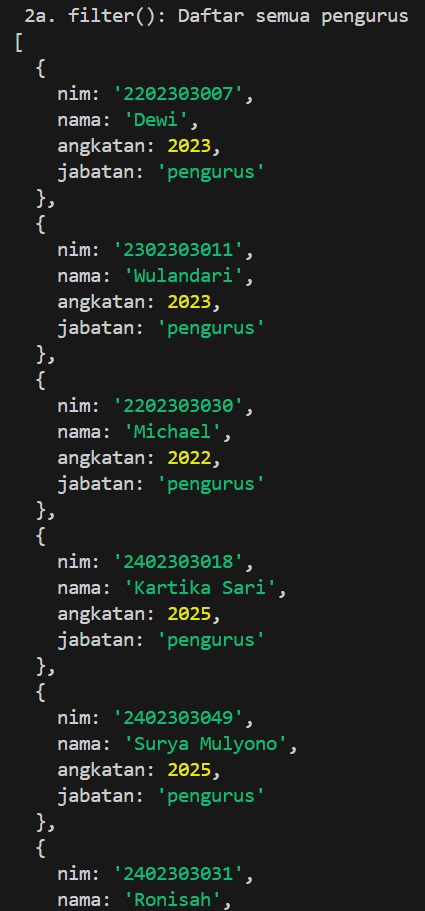 2a. filter(): Daftar semua pengurus
[
{
nim: '2202303007',
nama: 'Dewi',
angkatan: 2023,
jabatan: 'pengurus'
},
{
nim: '2302303011',
nama: 'Wulandari',
angkatan: 2023,
jabatan: 'pengurus'
},
{
nim: '2202303030',
nama: 'Michael',
angkatan: 2022,
jabatan: 'pengurus'
},
{
nim: '2402303018',
nama: 'Kartika Sari',
angkatan: 2025,
jabatan: 'pengurus'
},
{
nim: '2402303049',
nama: 'Surya Mulyono',
angkatan: 2025,
jabatan: 'pengurus'
},
{
nim: '2402303031',
nama: 'Ronisah',